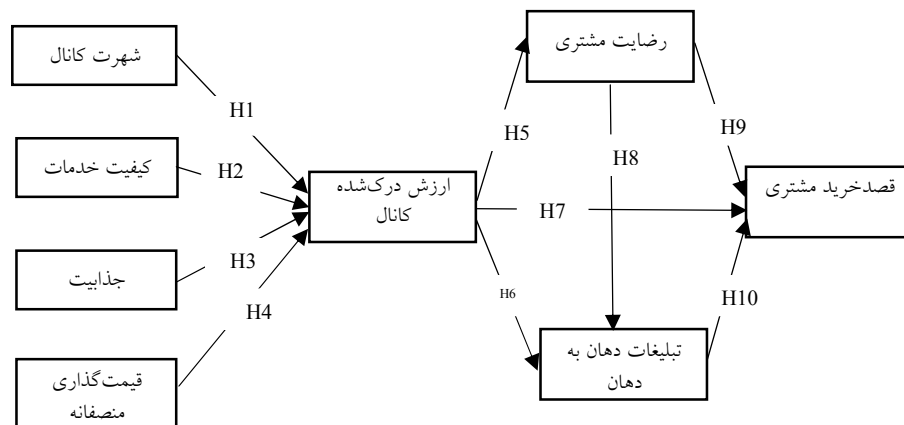 شهرت کانال
کیفیت خدمات
جذابیت
قیمت‌گذاری
منصفانه
H1
H2
H3
H4
ارزش درک‌شده
کانال
H5
H6
H7
رضایت مشتری
H8
H9
تبلیغات دهان به
دهان
H10
قصدخرید مشتری